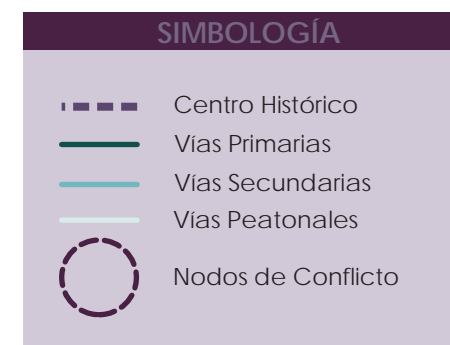 SIMBOLOGÍA
Centro Histórico
Vías Primarias
Vías Secundarias
Vías Peatonales
Nodos de Conflicto